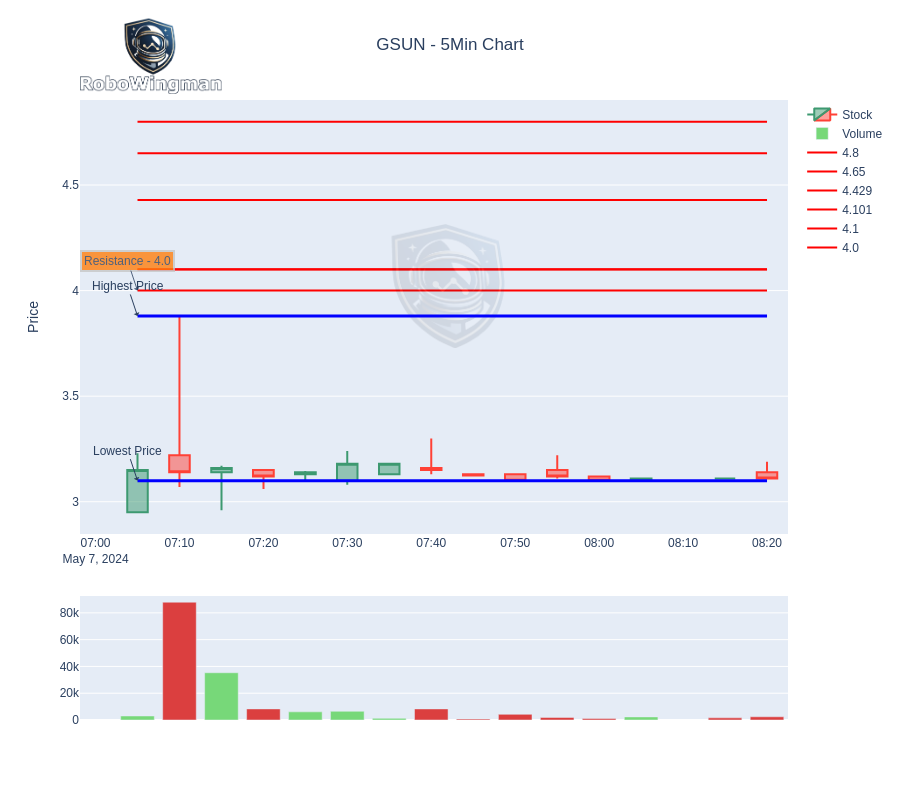 RoboWingman
GSUN - 5Min Chart
Stock
Volume
4.8
4.65
4.429
4.101
4.1
4.0
Price
4.5
4
3.5
3
Resistance - 4.0
Highest Price
Lowest Price
07:00
07:10
07:20
07:30
07:40
07:50
08:00
08:10
08:20
May 7, 2024
80k
60k
40k
20k
0